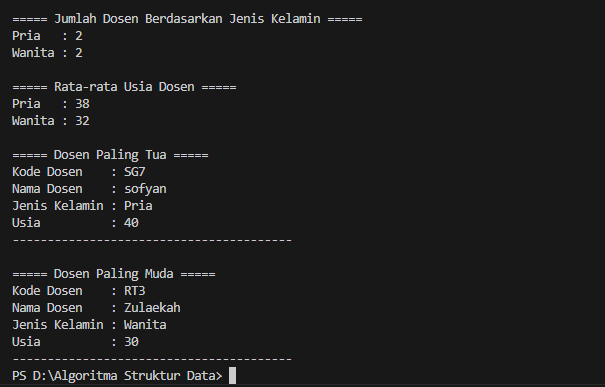 ===== Jumlah Dosen Berdasarkan Jenis Kelamin =====
Pria   : 2
Wanita : 2
===== Rata-rata Usia Dosen =====
Pria   : 38
Wanita : 32
===== Dosen Paling Tua =====
Kode Dosen    : SG7
Nama Dosen    : sofyan
Jenis Kelamin : Pria
Usia          : 40
----------------------------------------
===== Dosen Paling Muda =====
Kode Dosen    : RT3
Nama Dosen    : Zulaekah
Jenis Kelamin : Wanita
Usia          : 30
----------------------------------------
PS D:\Algoritma Struktur Data>